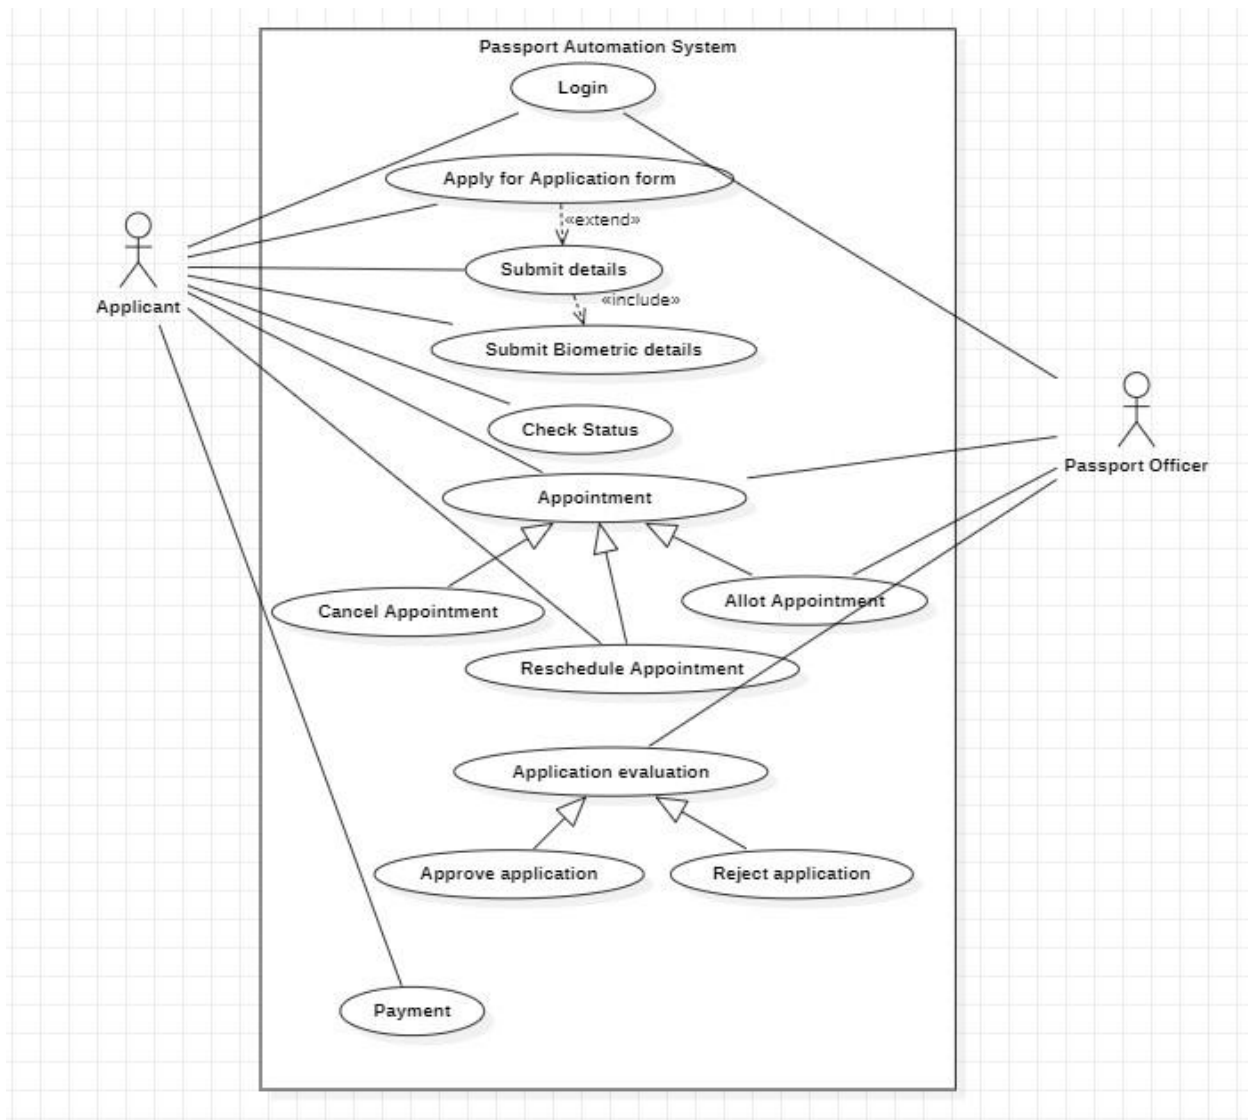 Passport Automation System
Login
Apply for Application form
«extend»
Submit details
«include»
Applicant
Submit Biometric details
Check Status
Passport Officer
Appointment
Cancel Appointment
Allot Appointment
Reschedule Appointment
Application evaluation
Approve application
Reject application
Payment